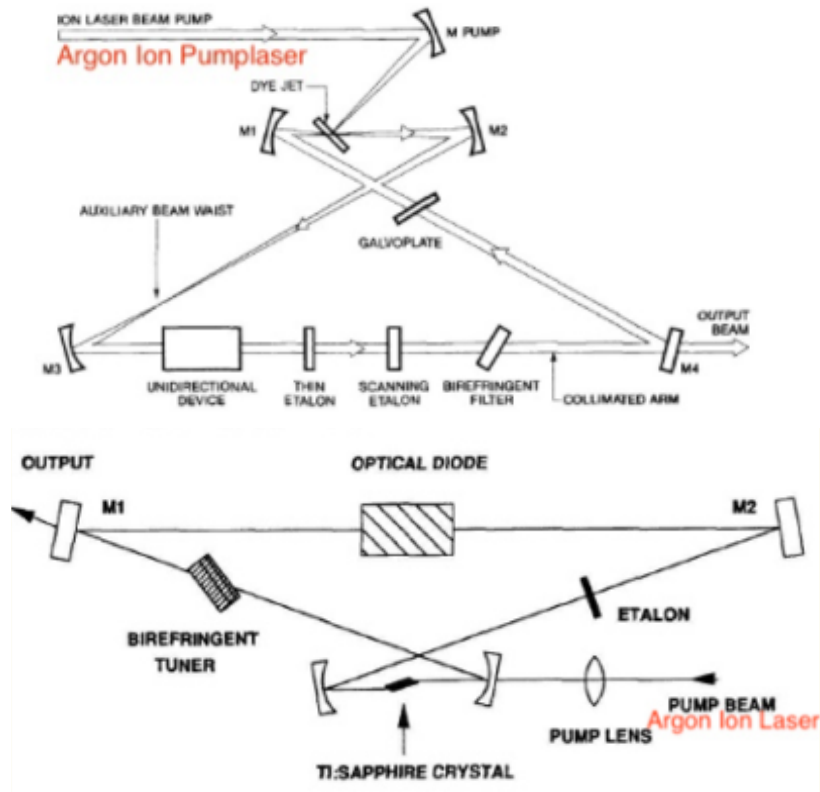 ION LASER BEAM PUMP
Argon Ion Pumplaser
M PUMP
DYE JET
M1
M2
AUXILIARY BEAM WAIST
GALVOPLATE
OUTPUT
BEAM
M3
M4
UNIDIRECTIONAL
DEVICE
THIN
ETALON
SCANNING
ETALON
BIREFRINGENT
FILTER
COLLIMATED ARM
OUTPUT
OPTICAL DIODE
M1
M2
BIREFRINGENT
TUNER
ETALON
PUMP BEAM
Argon Ion Laser
PUMP LENS
TI:SAPPHIRE CRYSTAL